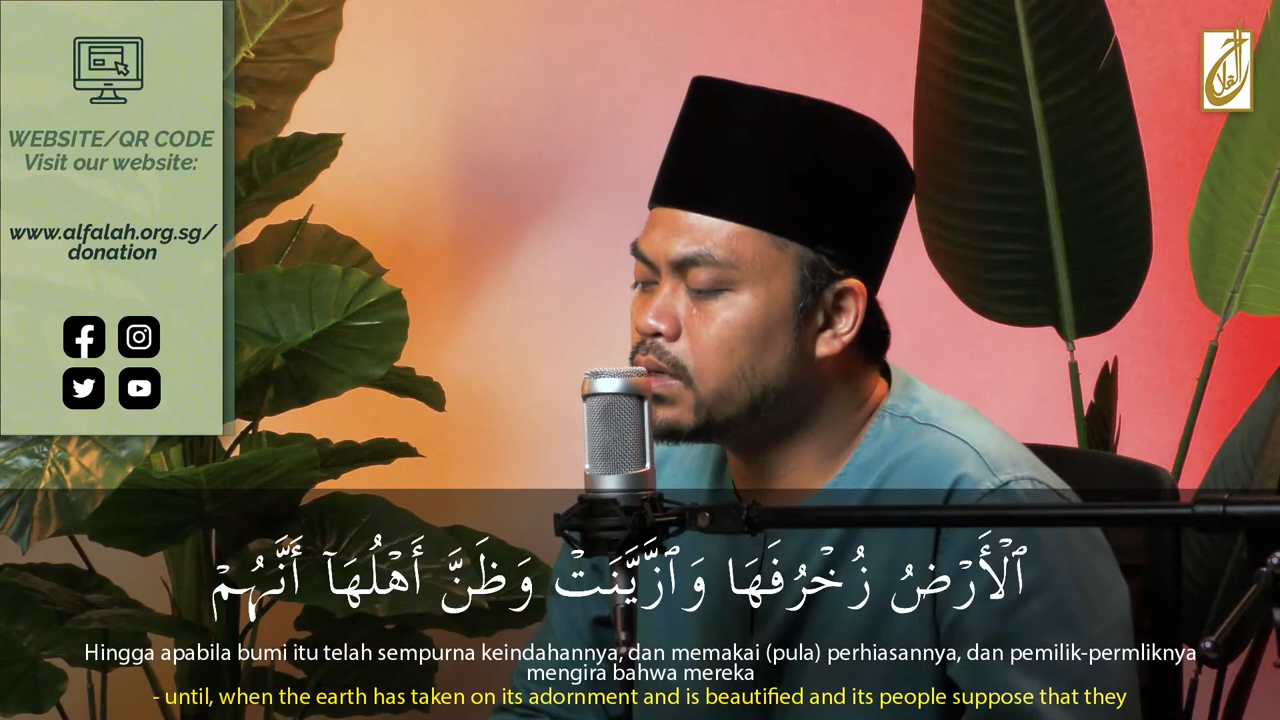 WEBSITE/QR CODE
Visit our website:
www.alfalah.org.sg/
donation
الفلاح
ٱلْأَرْضُ زُخْرُفَهَا وَٱزَّيَّنَتْ وَظَنَّ أَهْلُهَآ أَنَّهُمْ
Hingga apabila bumi itu telah sempurna keindahannya, dan memakai (pula) perhiasannya, dan pemilik-permliknya
mengira bahwa mereka
- until, when the earth has taken on its adornment and is beautified and its people suppose that they